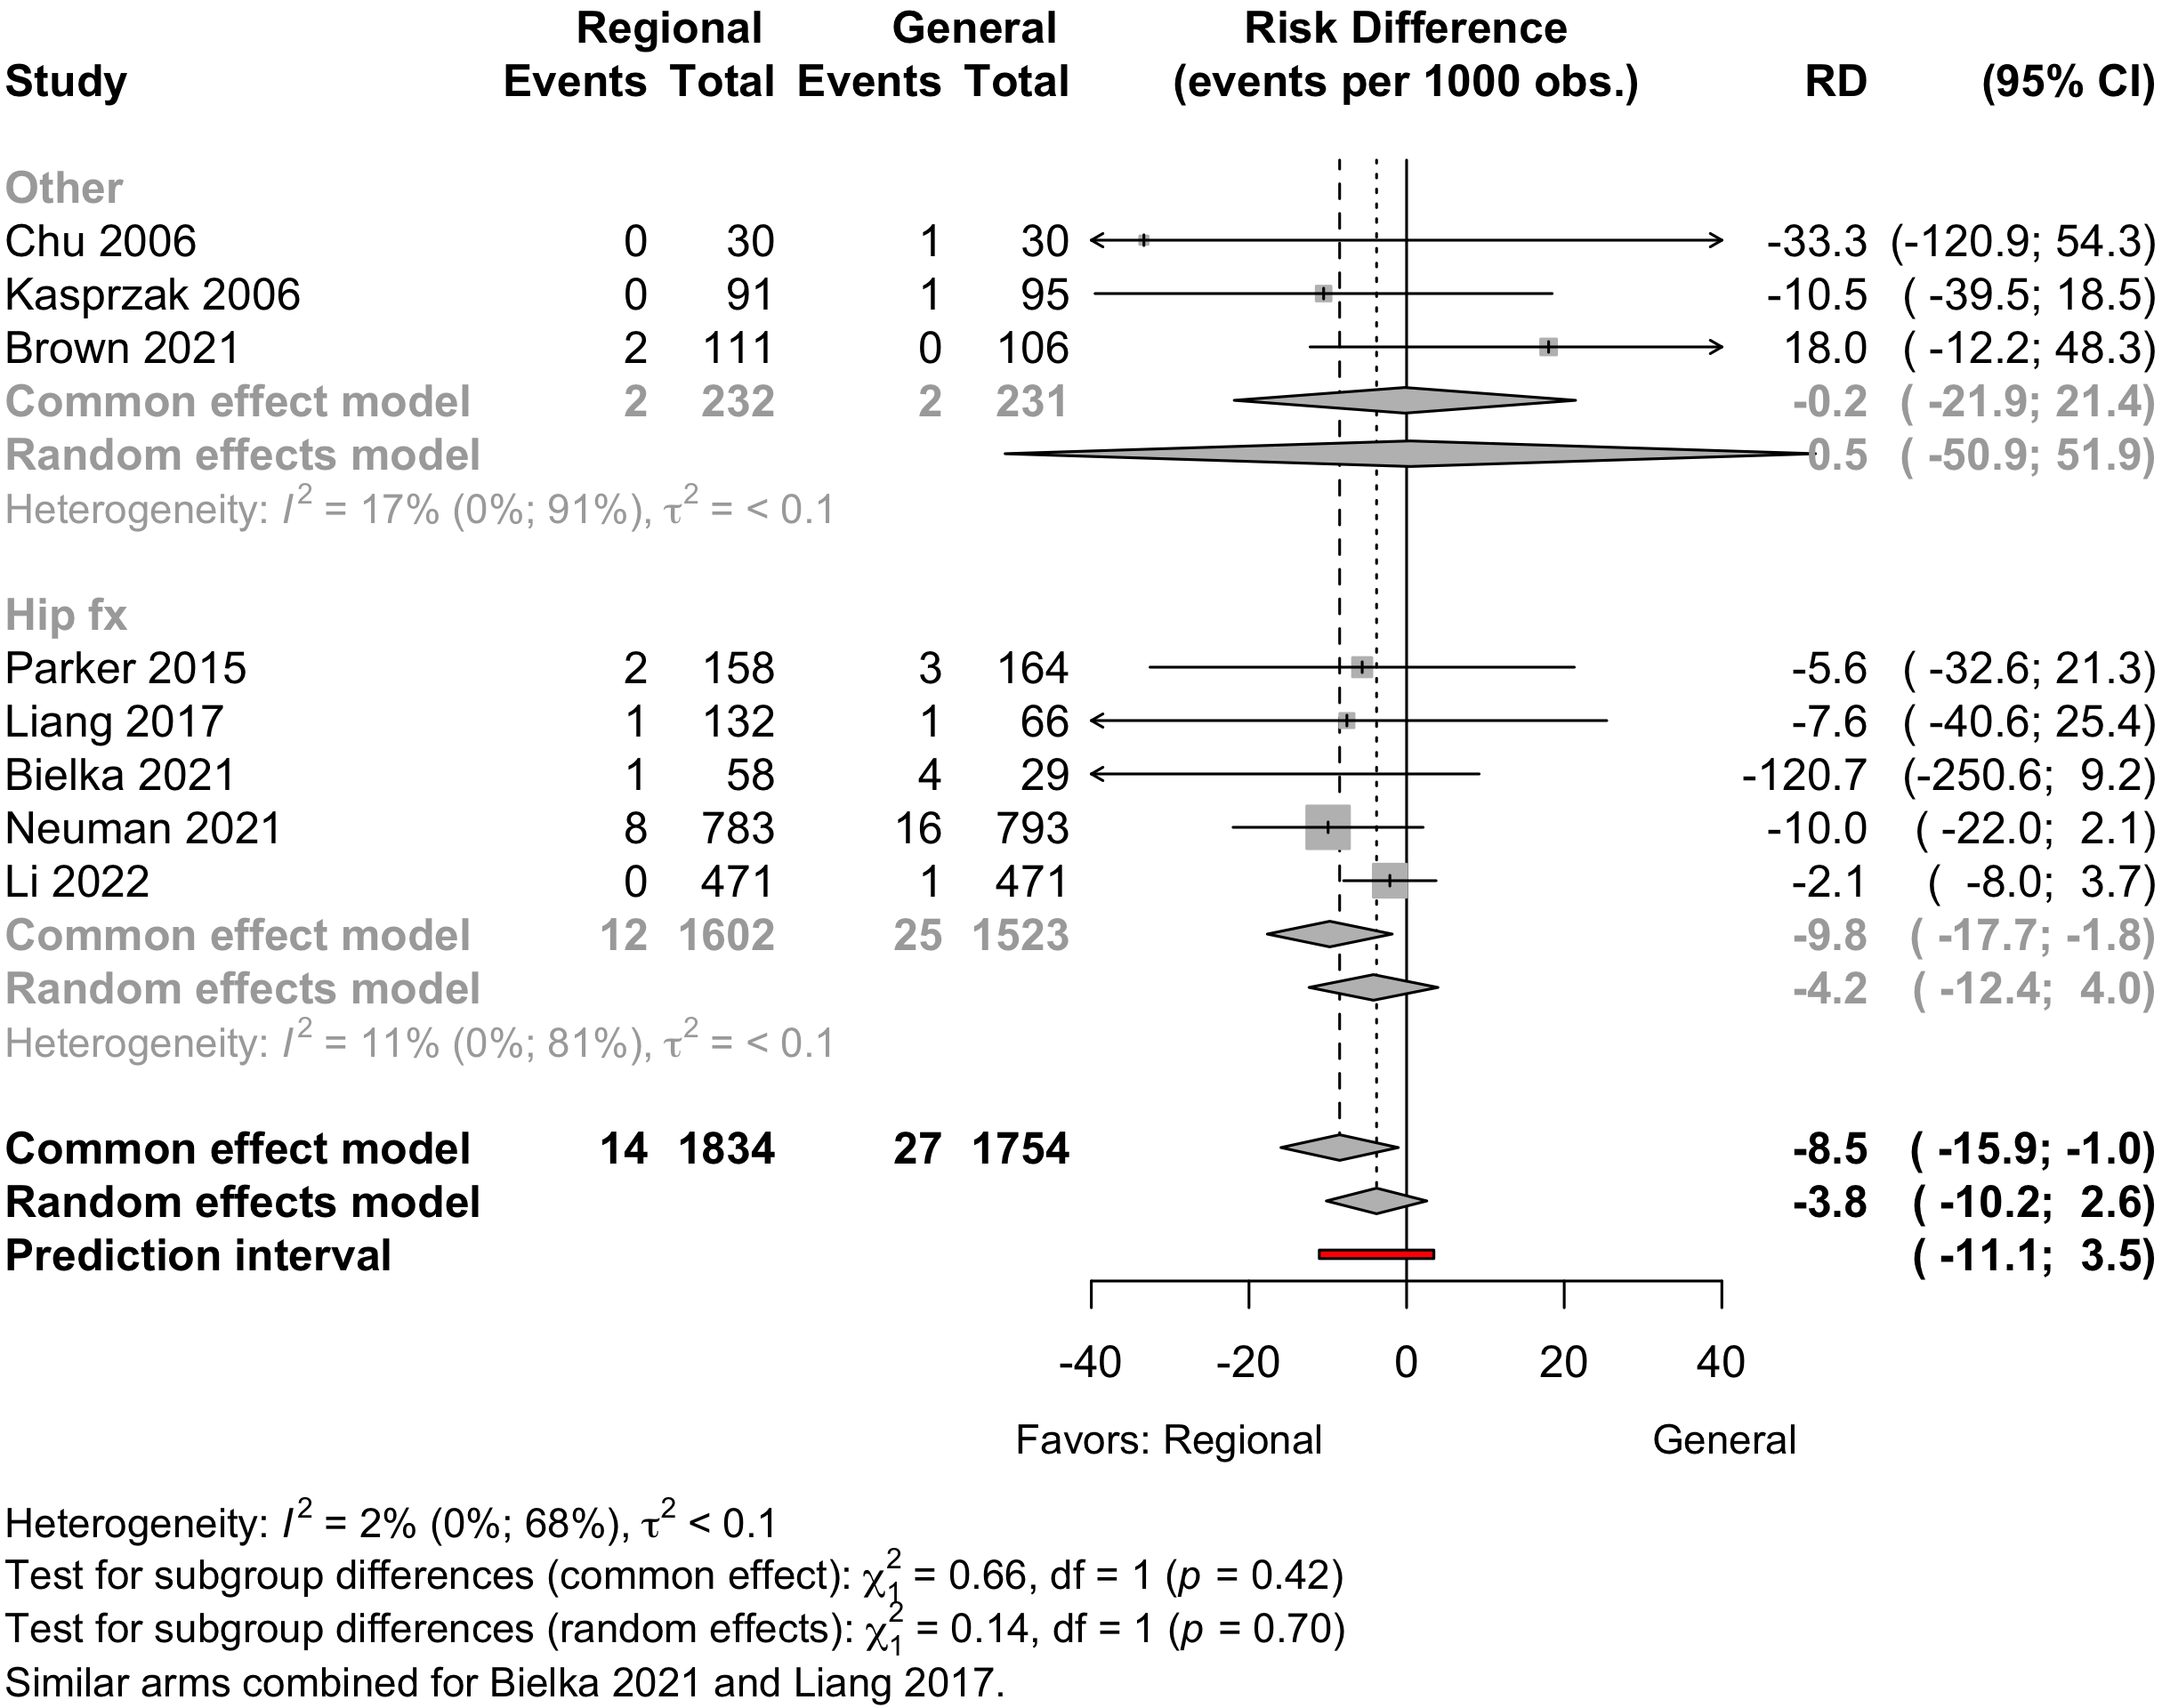 Regional General Risk Difference
Study Events Total Events Total (events per 1000 obs.) RD (95% CI)
Other
Chu 2006 0 30 1 30 -33.3 (-120.9; 54.3)
Kasprzak 2006 0 91 1 95 -10.5 ( -39.5; 18.5)
Brown 2021 2 111 0 106 18.0 ( -12.2; 48.3)
Common effect model 2 232 2 231 -0.2 ( -21.9; 21.4)
Random effects model 0.5 ( -50.9; 51.9)
Heterogeneity: I² = 17% (0%; 91%), τ² = < 0.1
Hip fx
Parker 2015 2 158 3 164 -5.6 ( -32.6; 21.3)
Liang 2017 1 132 1 66 -7.6 ( -40.6; 25.4)
Bielka 2021 1 58 4 29 -120.7 (-250.6; 9.2)
Neuman 2021 8 783 16 793 -10.0 ( -22.0; 2.1)
Li 2022 0 471 1 471 -2.1 ( -8.0; 3.7)
Common effect model 12 1602 25 1523 -9.8 ( -17.7; -1.8)
Random effects model -4.2 ( -12.4; 4.0)
Heterogeneity: I² = 11% (0%; 81%), τ² = < 0.1
Common effect model 14 1834 27 1754 -8.5 ( -15.9; -1.0)
Random effects model -3.8 ( -10.2; 2.6)
Prediction interval ( -11.1; 3.5)
-40 -20 0 20 40
Favors: Regional General
Heterogeneity: I² = 2% (0%; 68%), τ² < 0.1
Test for subgroup differences (common effect): χ²₁ = 0.66, df = 1 (p = 0.42)
Test for subgroup differences (random effects): χ²₁ = 0.14, df = 1 (p = 0.70)
Similar arms combined for Bielka 2021 and Liang 2017.